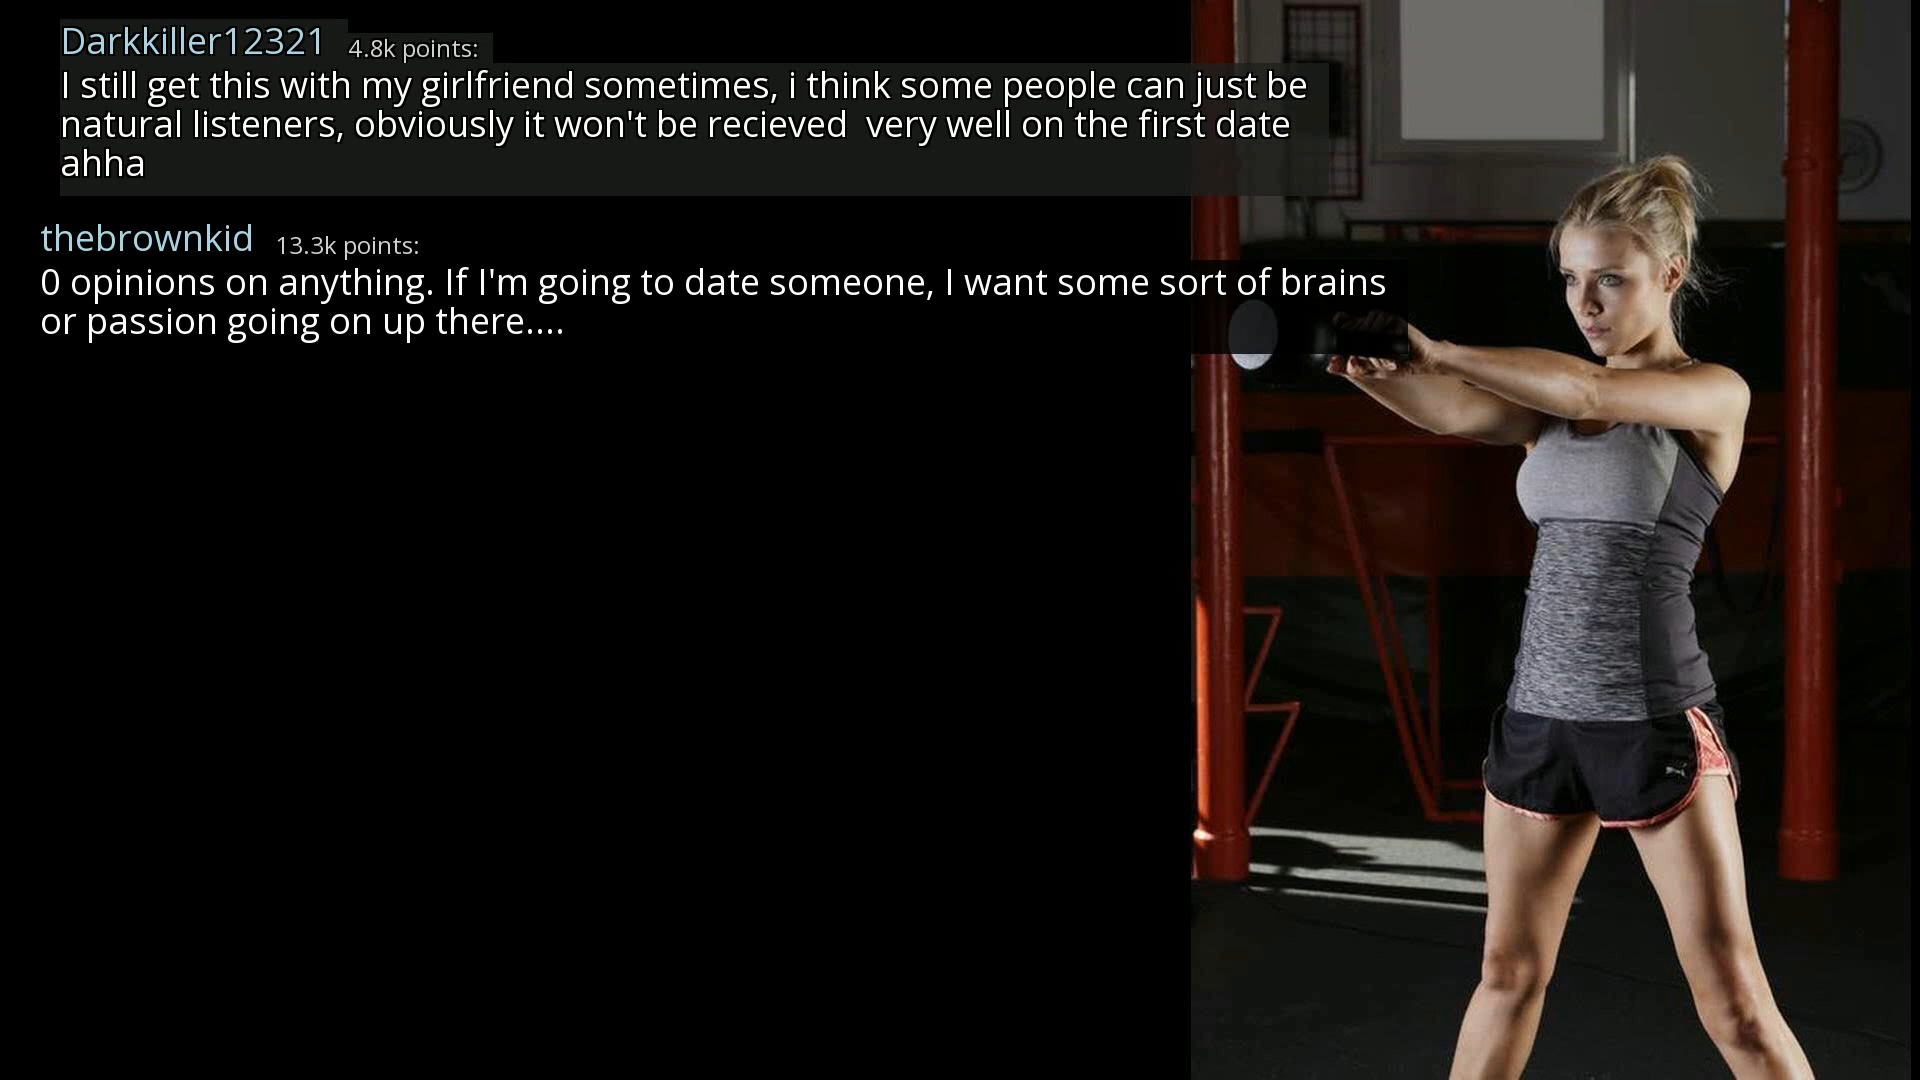 Darkkiller12321 4.8k points:
I still get this with my girlfriend sometimes, i think some people can just be
natural listeners, obviously it won't be recieved  very well on the first date
ahha
thebrownkid 13.3k points:
0 opinions on anything. If I'm going to date someone, I want some sort of brains
or passion going on up there....